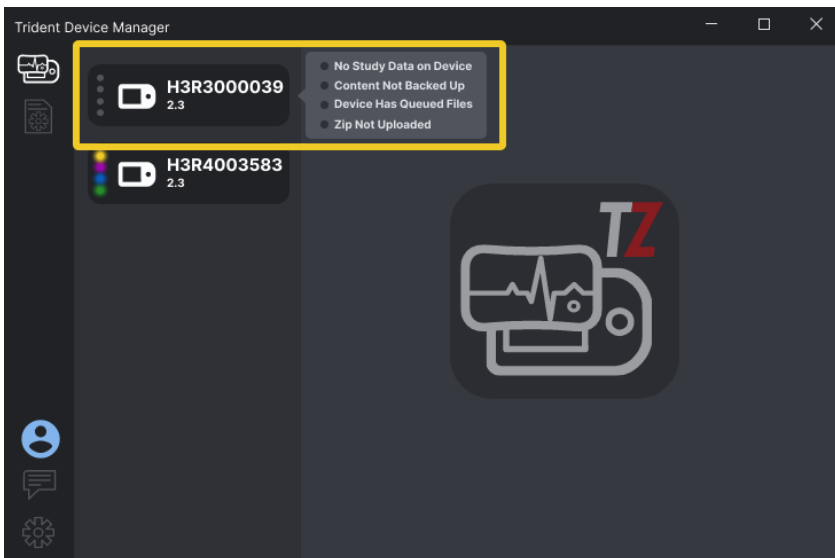 Trident Device Manager
H3R3000039
2.3
No Study Data on Device
Content Not Backed Up
Device Has Queued Files
Zip Not Uploaded
H3R4003583
2.3
TZ